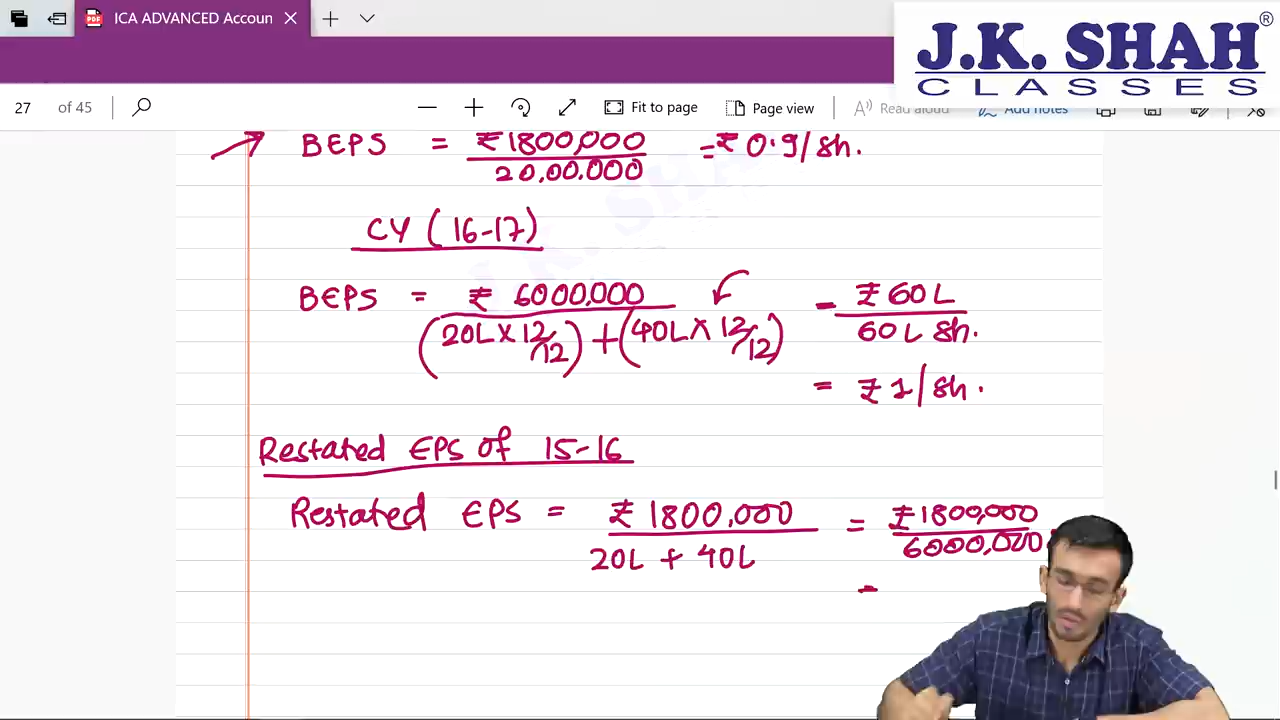 ICA ADVANCED Accoun
J.K. SHAH®
CLASSES
27 of 45
Fit to page
Page view
Read aloud
Add notes
BEPS = ₹1800,000 / 20,00,000 = ₹0.9/Sh.
CY (16-17)
BEPS = ₹ 6000,000 / (20L X 12/12) + (40L X 12/12) = ₹60L / 60L Sh.
= ₹1/Sh.
Restated EPS of 15-16
Restated EPS = ₹1800,000 / 20L + 40L = ₹1800,000 / 6000,000
=